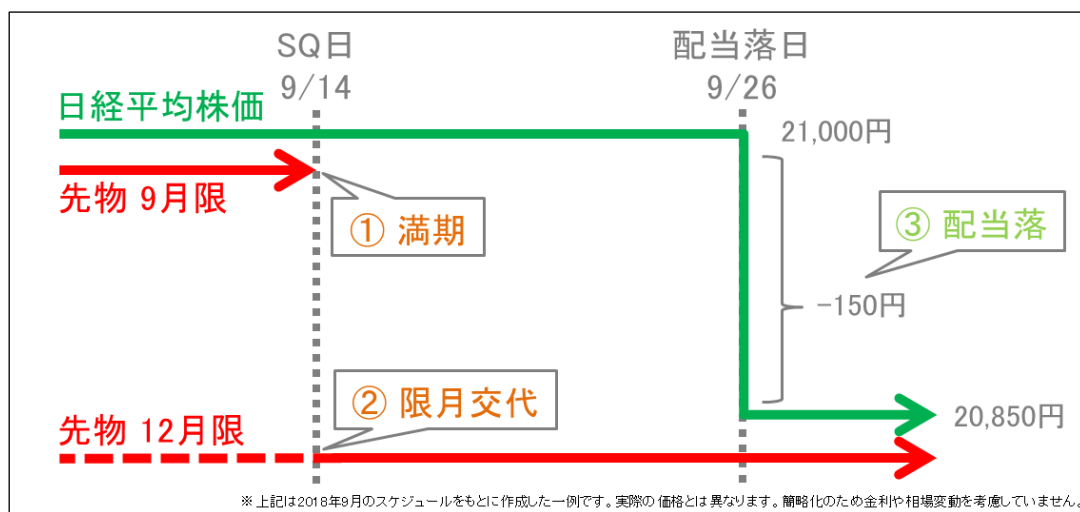 SQ日
9/14
配当落日
9/26
日経平均株価
21,000円
先物 9月限
① 満期
③ 配当落
-150円
② 限月交代
先物 12月限
20,850円
※上記は2018年9月のスケジュールをもとに作成した一例です。実際の価格とは異なります。簡略化のため金利や相場変動を考慮していません。